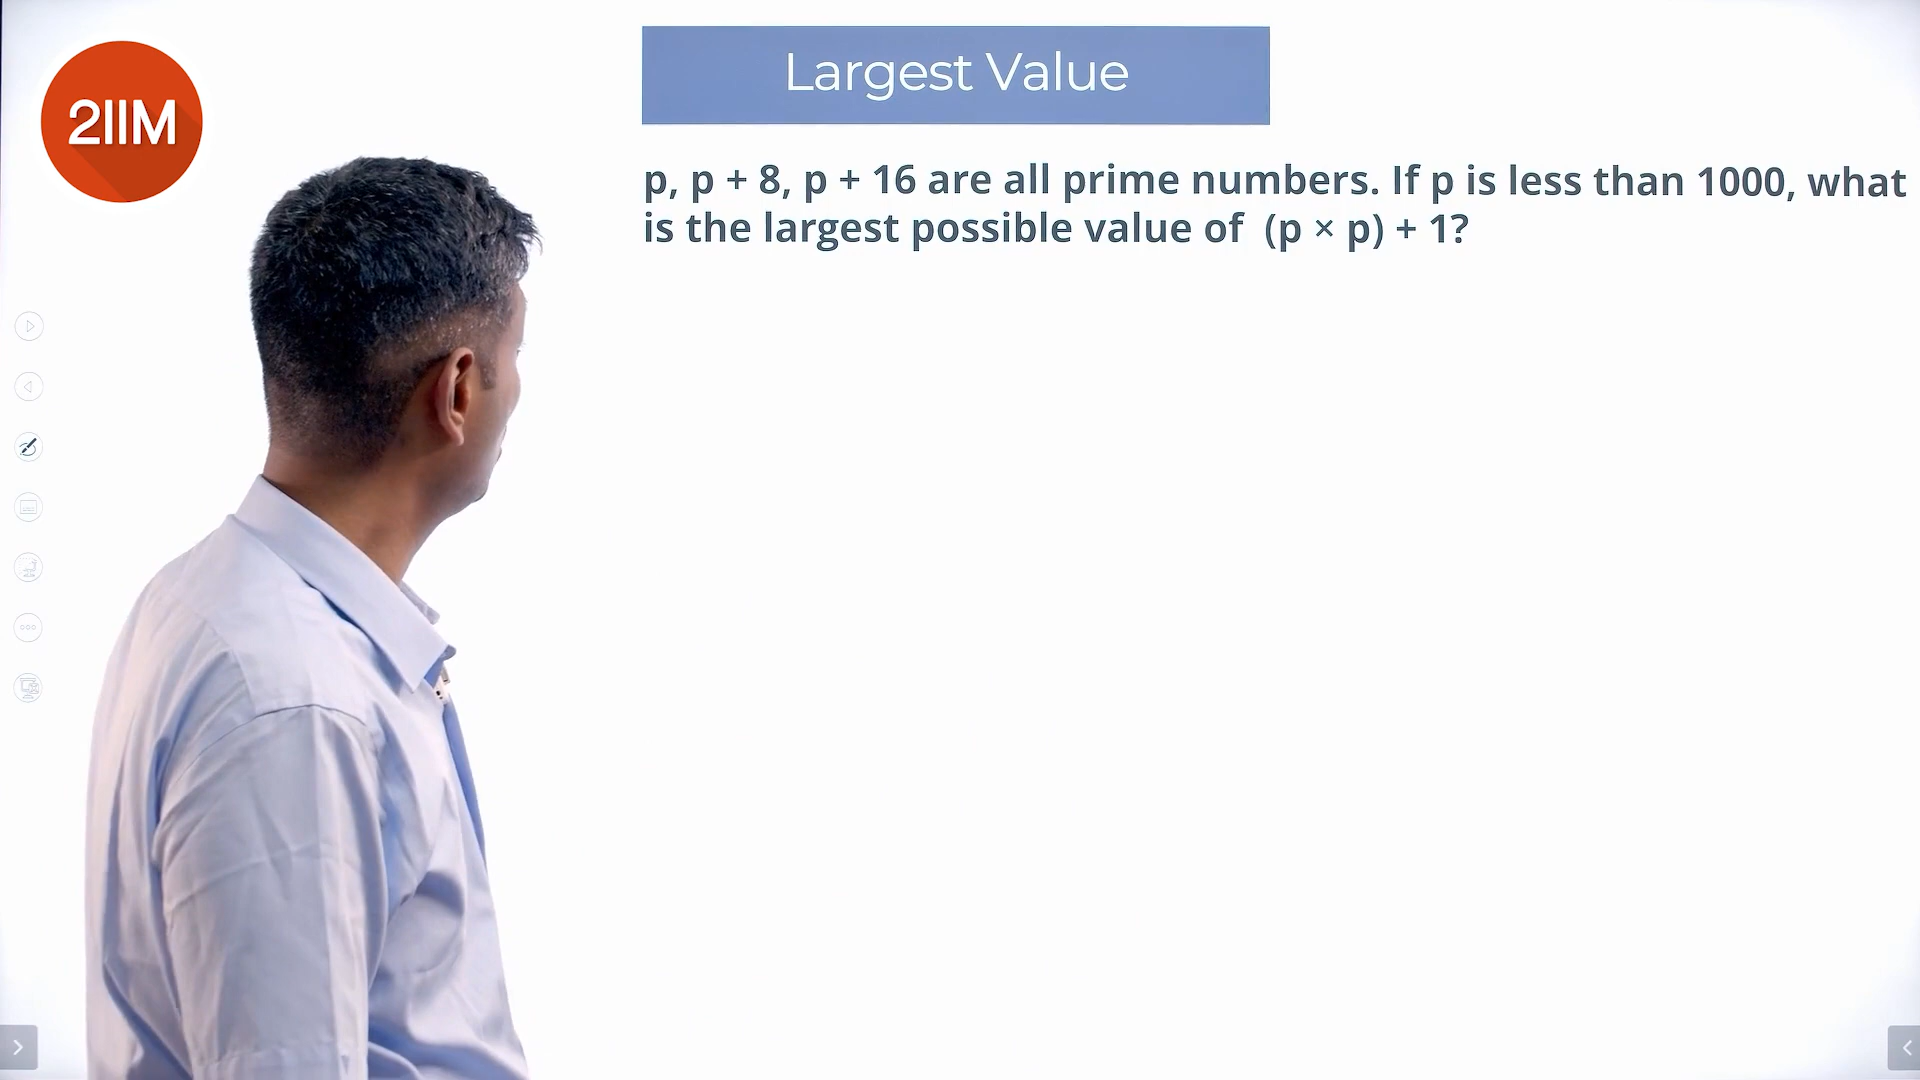 2IIM
Largest Value
p, p + 8, p + 16 are all prime numbers. If p is less than 1000, what
is the largest possible value of (p × p) + 1?